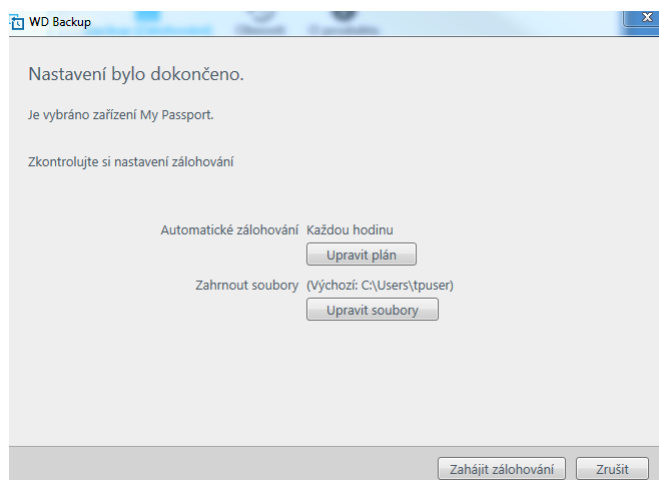 WD Backup
Nastavení bylo dokončeno.
Je vybráno zařízení My Passport.
Zkontrolujte si nastavení zálohování
Automatické zálohování Každou hodinu
Upravit plán
Zahrnout soubory (Výchozí: C:\Users\tpuser)
Upravit soubory
Zahájit zálohování Zrušit